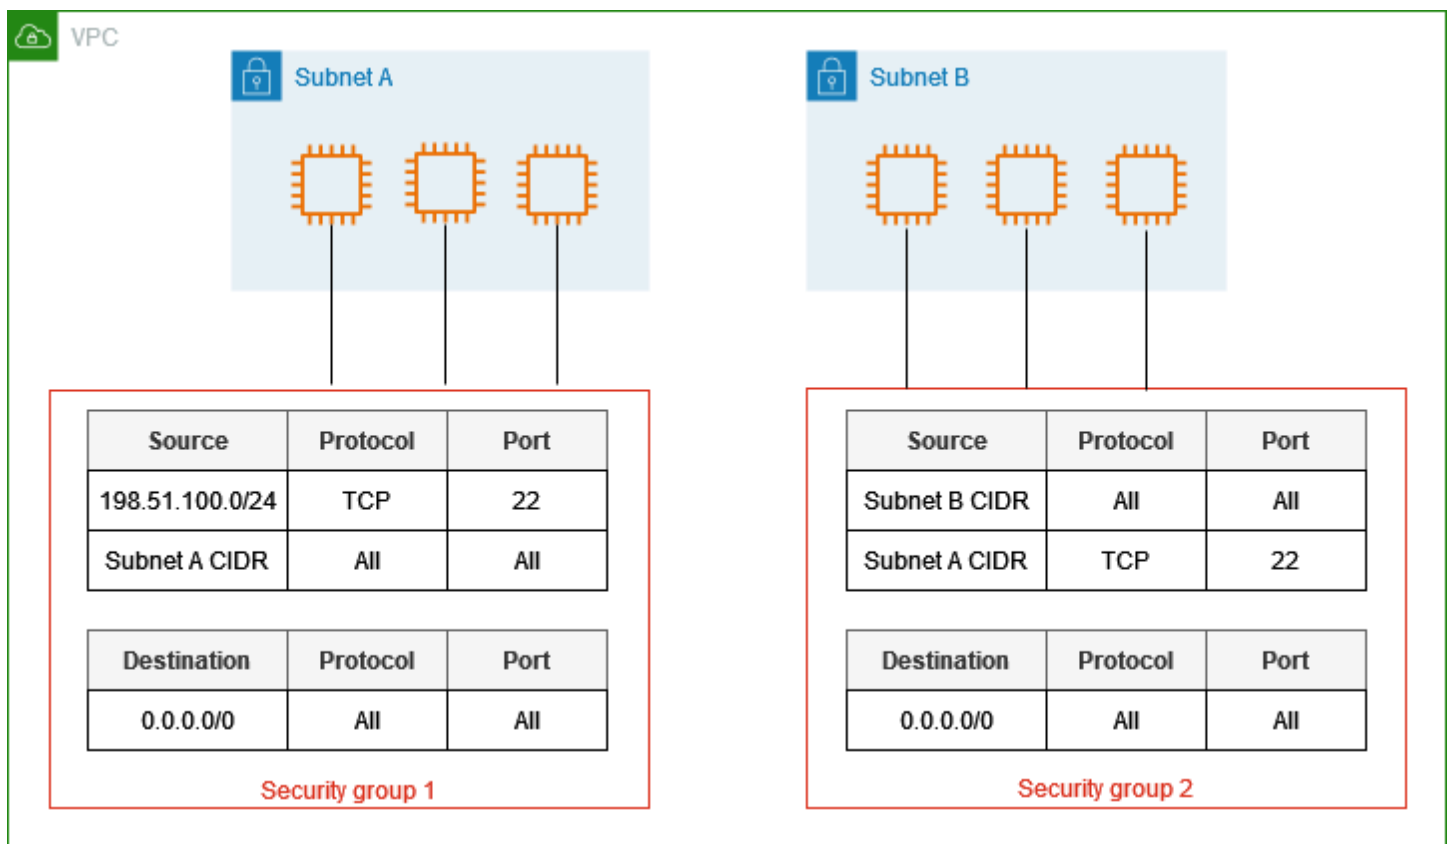 VPC
Subnet A
Subnet B
Source Protocol Port
198.51.100.0/24 TCP 22
Subnet A CIDR All All
Destination Protocol Port
0.0.0.0/0 All All
Security group 1
Source Protocol Port
Subnet B CIDR All All
Subnet A CIDR TCP 22
Destination Protocol Port
0.0.0.0/0 All All
Security group 2